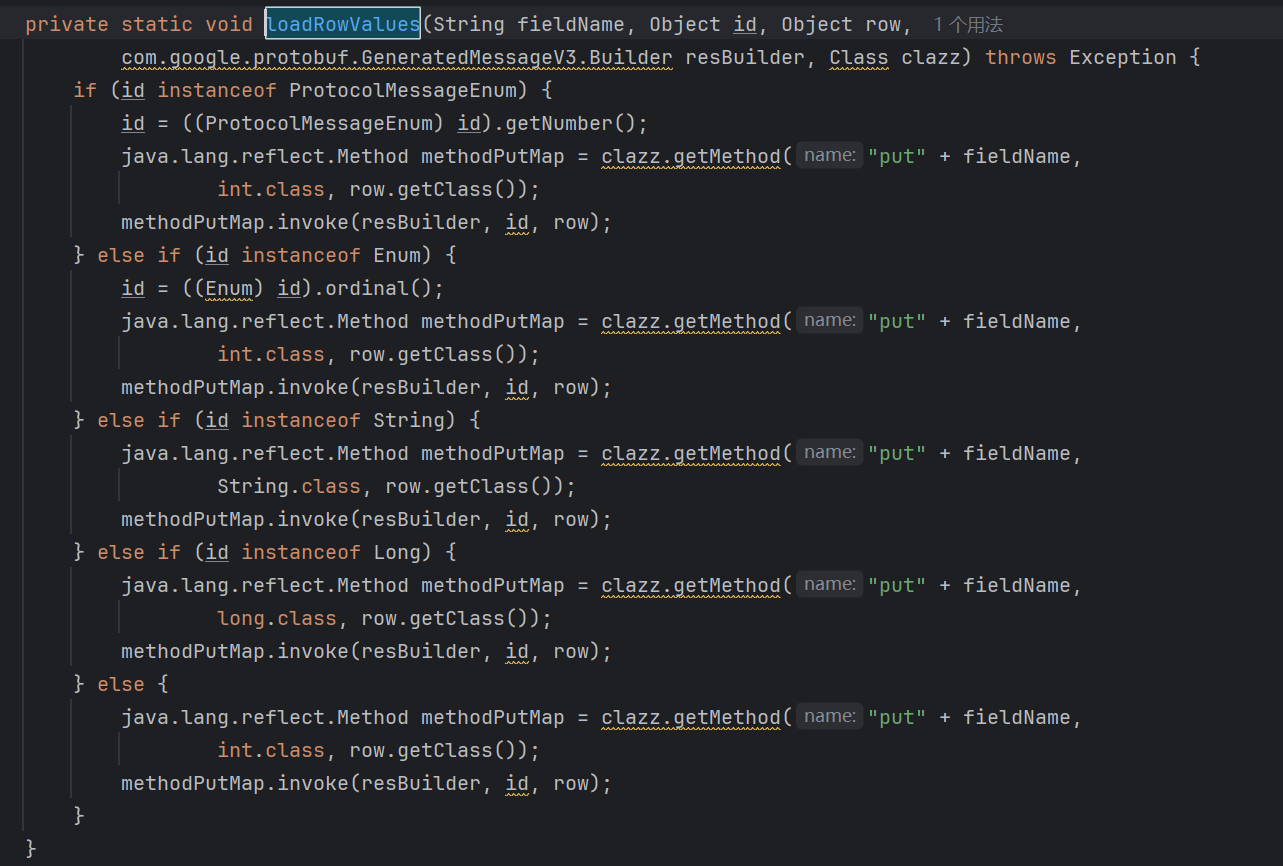 private static void loadRowValues(String fieldName, Object id, Object row, 1 个用法
        com.google.protobuf.GeneratedMessageV3.Builder resBuilder, Class clazz) throws Exception {
    if (id instanceof ProtocolMessageEnum) {
        id = ((ProtocolMessageEnum) id).getNumber();
        java.lang.reflect.Method methodPutMap = clazz.getMethod( name: "put" + fieldName,
                int.class, row.getClass());
        methodPutMap.invoke(resBuilder, id, row);
    } else if (id instanceof Enum) {
        id = ((Enum) id).ordinal();
        java.lang.reflect.Method methodPutMap = clazz.getMethod( name: "put" + fieldName,
                int.class, row.getClass());
        methodPutMap.invoke(resBuilder, id, row);
    } else if (id instanceof String) {
        java.lang.reflect.Method methodPutMap = clazz.getMethod( name: "put" + fieldName,
                String.class, row.getClass());
        methodPutMap.invoke(resBuilder, id, row);
    } else if (id instanceof Long) {
        java.lang.reflect.Method methodPutMap = clazz.getMethod( name: "put" + fieldName,
                long.class, row.getClass());
        methodPutMap.invoke(resBuilder, id, row);
    } else {
        java.lang.reflect.Method methodPutMap = clazz.getMethod( name: "put" + fieldName,
                int.class, row.getClass());
        methodPutMap.invoke(resBuilder, id, row);
    }
}